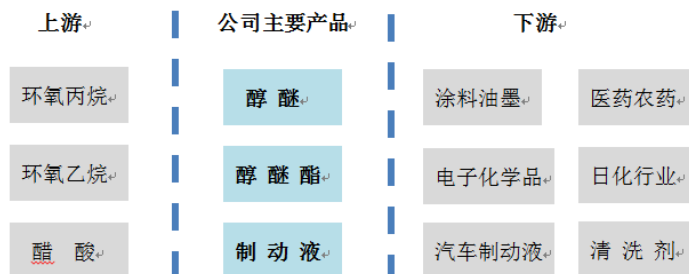 上游 公司主要产品 下游
环氧丙烷 醇 醚 涂料油墨 医药农药
环氧乙烷 醇 醚 酯 电子化学品 日化行业
醋 酸 制 动 液 汽车制动液 清 洗 剂